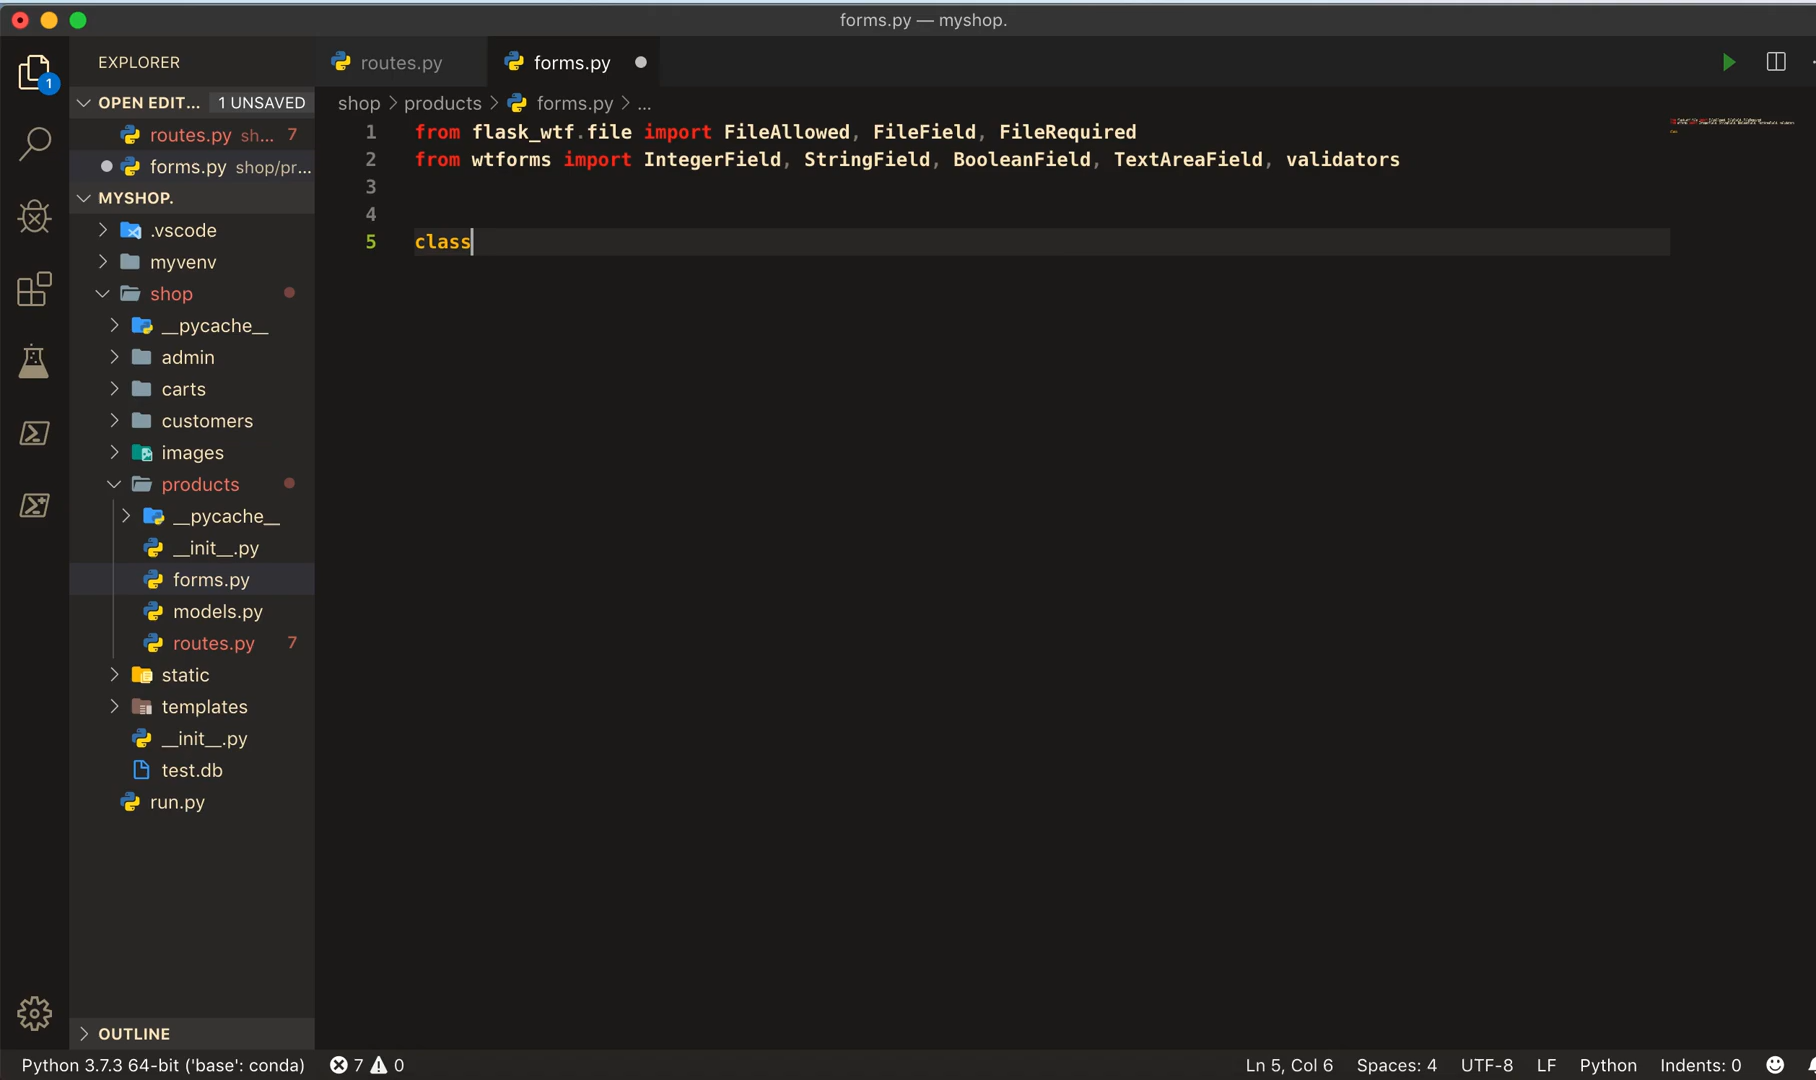 forms.py — myshop.
EXPLORER
routes.py
forms.py
OPEN EDIT... 1 UNSAVED
routes.py sh... 7
forms.py shop/pr...
MYSHOP.
.vscode
myvenv
shop
__pycache__
admin
carts
customers
images
products
__pycache__
__init__.py
forms.py
models.py
routes.py 7
static
templates
__init__.py
test.db
run.py
OUTLINE
1
shop > products > forms.py > ...
1 from flask_wtf.file import FileAllowed, FileField, FileRequired
2 from wtforms import IntegerField, StringField, BooleanField, TextAreaField, validators
3
4
5 class
Python 3.7.3 64-bit ('base': conda) 7 0 Ln 5, Col 6 Spaces: 4 UTF-8 LF Python Indents: 0